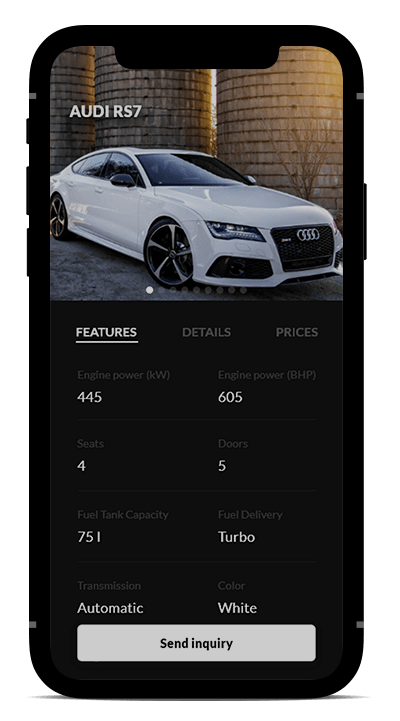 AUDI RS7
FEATURES DETAILS PRICES
Engine power (kW) Engine power (BHP)
445 605
Seats Doors
4 5
Fuel Tank Capacity Fuel Delivery
75 l Turbo
Transmission Color
Automatic White
Send inquiry